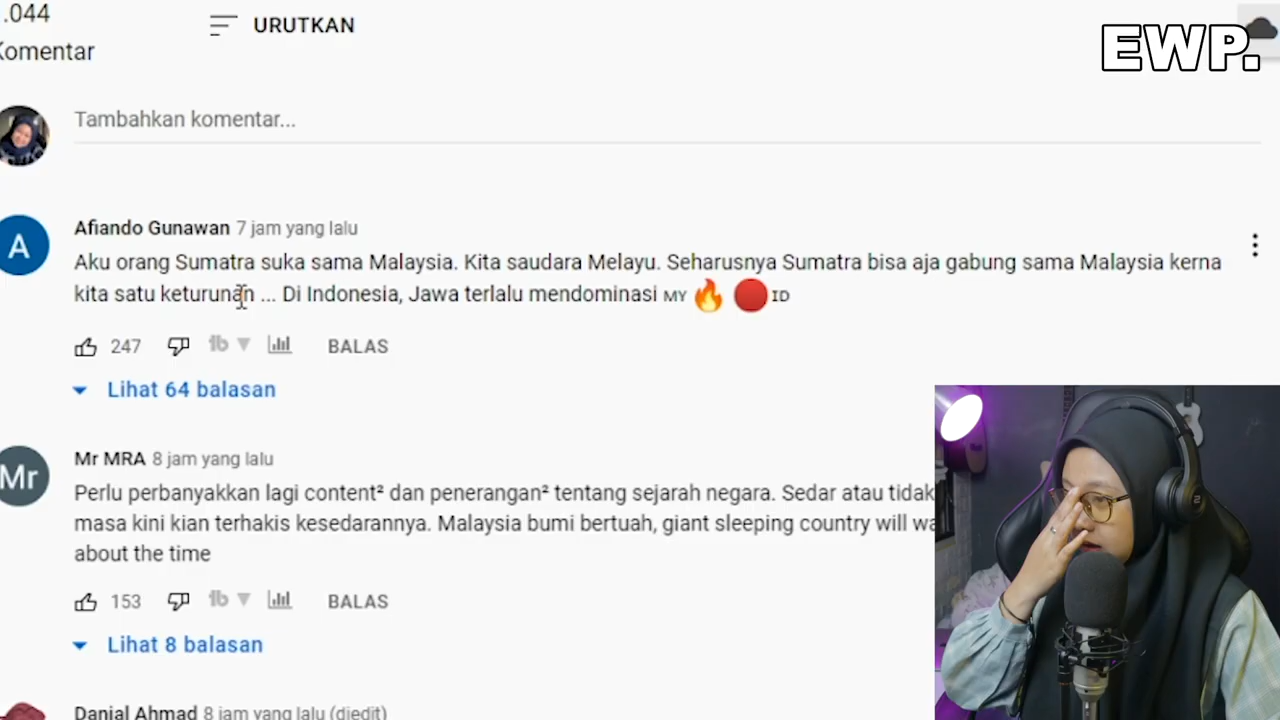 .044
Komentar
URUTKAN
EWP.
Tambahkan komentar...
Afiando Gunawan 7 jam yang lalu
Aku orang Sumatra suka sama Malaysia. Kita saudara Melayu. Seharusnya Sumatra bisa aja gabung sama Malaysia kerna
kita satu keturunan ... Di Indonesia, Jawa terlalu mendominasi MY 🔥 🔴 ID
A
247
BALAS
Lihat 64 balasan
Mr MRA 8 jam yang lalu
Mr
Perlu perbanyakkan lagi content² dan penerangan² tentang sejarah negara. Sedar atau tidak
masa kini kian terhakis kesedarannya. Malaysia bumi bertuah, giant sleeping country will wa
about the time
153
BALAS
Lihat 8 balasan
Danial Ahmad 8 jam yang lalu (diedit)